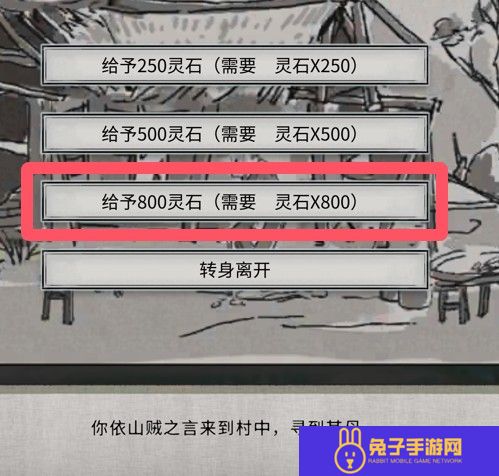 给予250灵石（需要　灵石X250）
给予500灵石（需要　灵石X500）
给予800灵石（需要　灵石X800）
转身离开
你依山贼之言来到村中，寻到其母
兔子手游网
RABBIT MOBILE GAME NETWORK